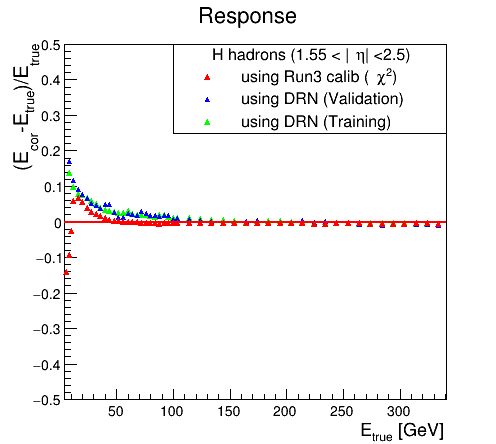 Response
(E_cor -E_true)/E_true
H hadrons (1.55 < | η| <2.5)
using Run3 calib ( χ²)
using DRN (Validation)
using DRN (Training)
0.5
0.4
0.3
0.2
0.1
0
−0.1
−0.2
−0.3
−0.4
−0.5
50 100 150 200 250 300
E_true [GeV]